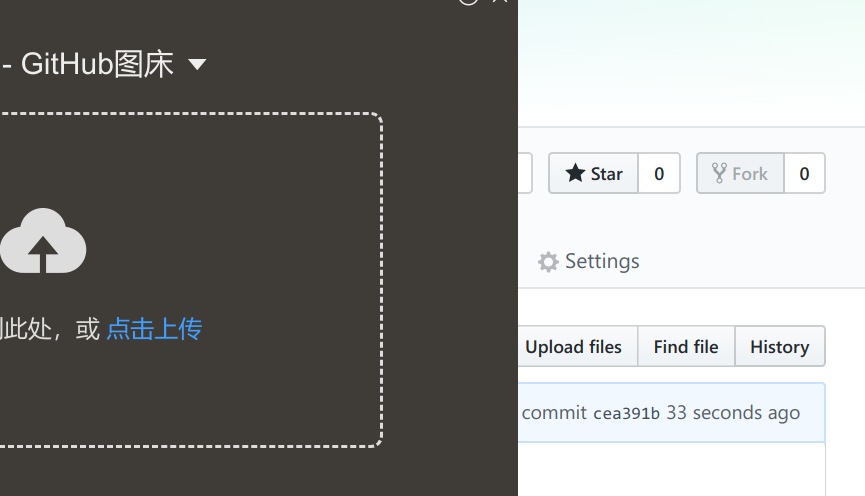 - GitHub图床
此处，或 点击上传
Star 0 Fork 0
Settings
Upload files Find file History
commit cea391b 33 seconds ago